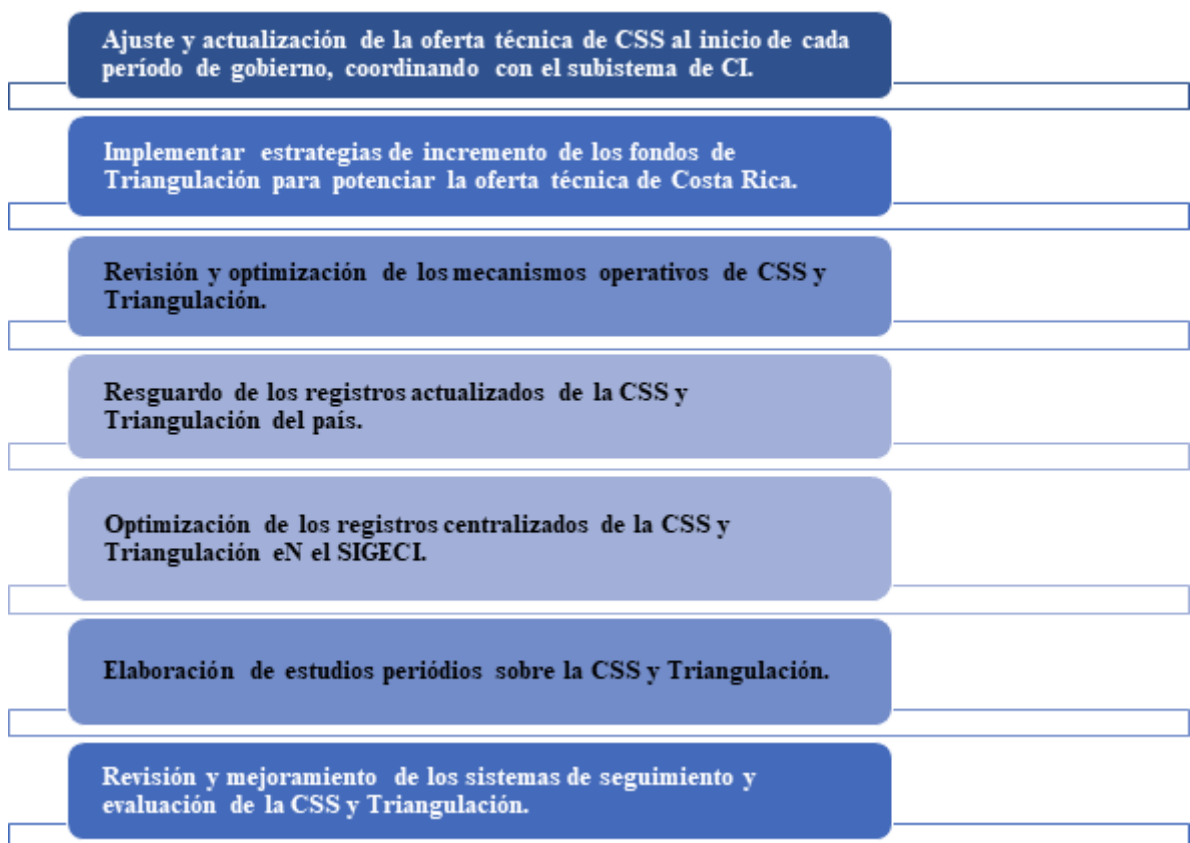 Ajuste y actualización de la oferta técnica de CSS al inicio de cada
período de gobierno, coordinando con el subistema de CI.
Implementar estrategias de incremento de los fondos de
Triangulación para potenciar la oferta técnica de Costa Rica.
Revisión y optimización de los mecanismos operativos de CSS y
Triangulación.
Resguardo de los registros actualizados de la CSS y
Triangulación del país.
Optimización de los registros centralizados de la CSS y
Triangulación eN el SIGECI.
Elaboración de estudios periódios sobre la CSS y Triangulación.
Revisión y mejoramiento de los sistemas de seguimiento y
evaluación de la CSS y Triangulación.